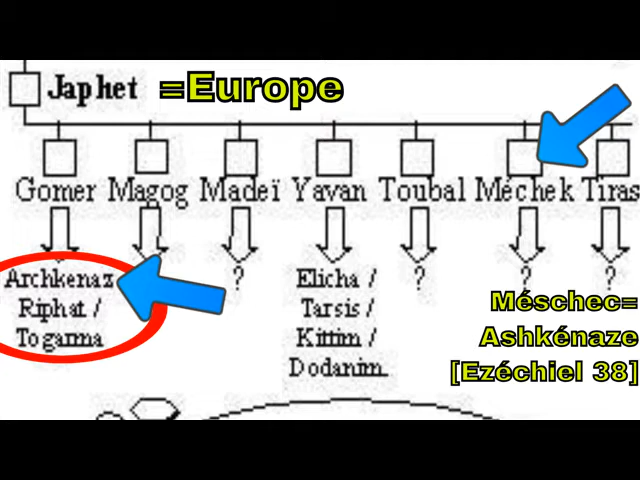 Japhet =Europe
Gomer Magog Madeï Yavan Toubal Méchek Tiras
Archkenaz ? Elicha / ? ? ?
Riphat / Tarsis /
Togarma Kittim /
Dodanim.
Méschec=
Ashkénaze
[Ezéchiel 38]